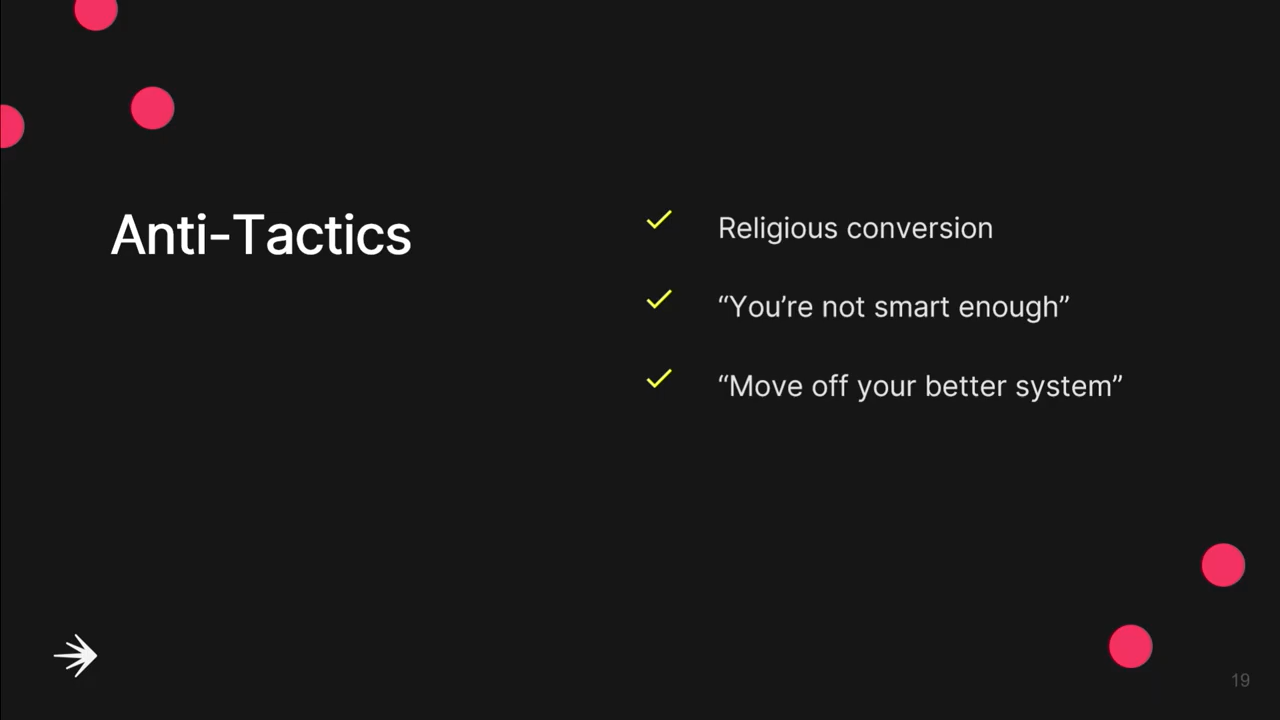 Anti-Tactics
Religious conversion
“You’re not smart enough”
“Move off your better system”
19